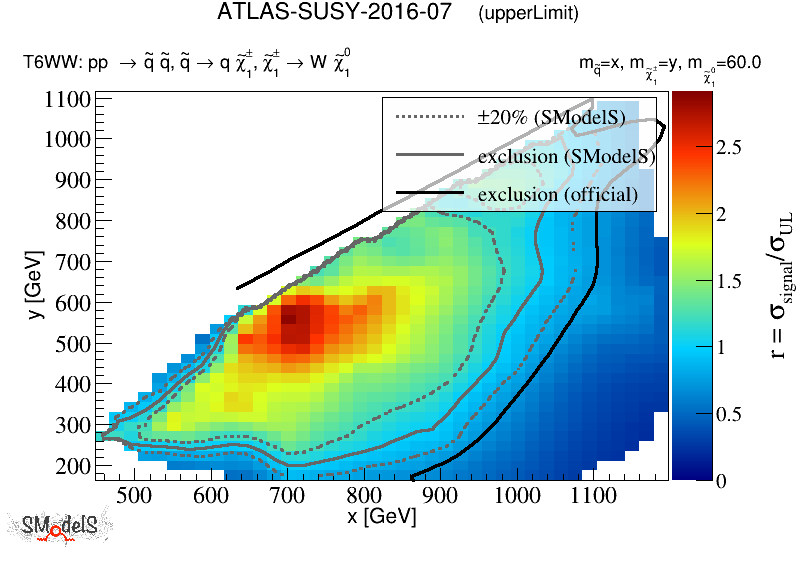 ATLAS-SUSY-2016-07 (upperLimit)
T6WW: pp → q̃ q̃, q̃ → q χ̃₁±, χ̃₁± → W χ̃₁⁰
m_q̃=x, m_χ̃₁±=y, m_χ̃₁⁰=60.0
±20% (SModelS)
exclusion (SModelS)
exclusion (official)
y [GeV]
1100
1000
900
800
700
600
500
400
300
200
500 600 700 800 900 1000 1100
x [GeV]
2.5
2
1.5
1
0.5
0
r = σ_signal/σ_UL
SModelS